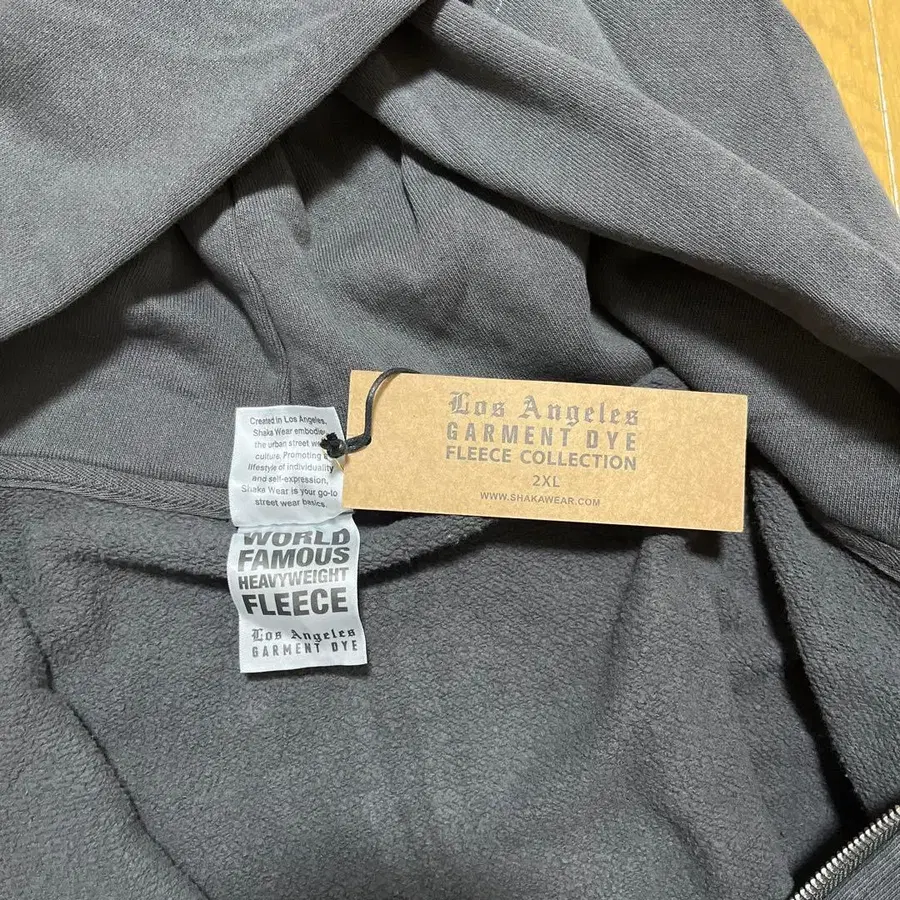 Los Angeles
GARMENT DYE
FLEECE COLLECTION
2XL
WWW.SHAKAWEAR.COM
Created in Los Angeles,
Shaka Wear embodies
the urban street
culture. Promoting
lifestyle of individuality
and self-expression,
Shaka Wear is your go-to
street wear basics.
WORLD
FAMOUS
HEAVYWEIGHT
FLEECE
Los Angeles
GARMENT DYE